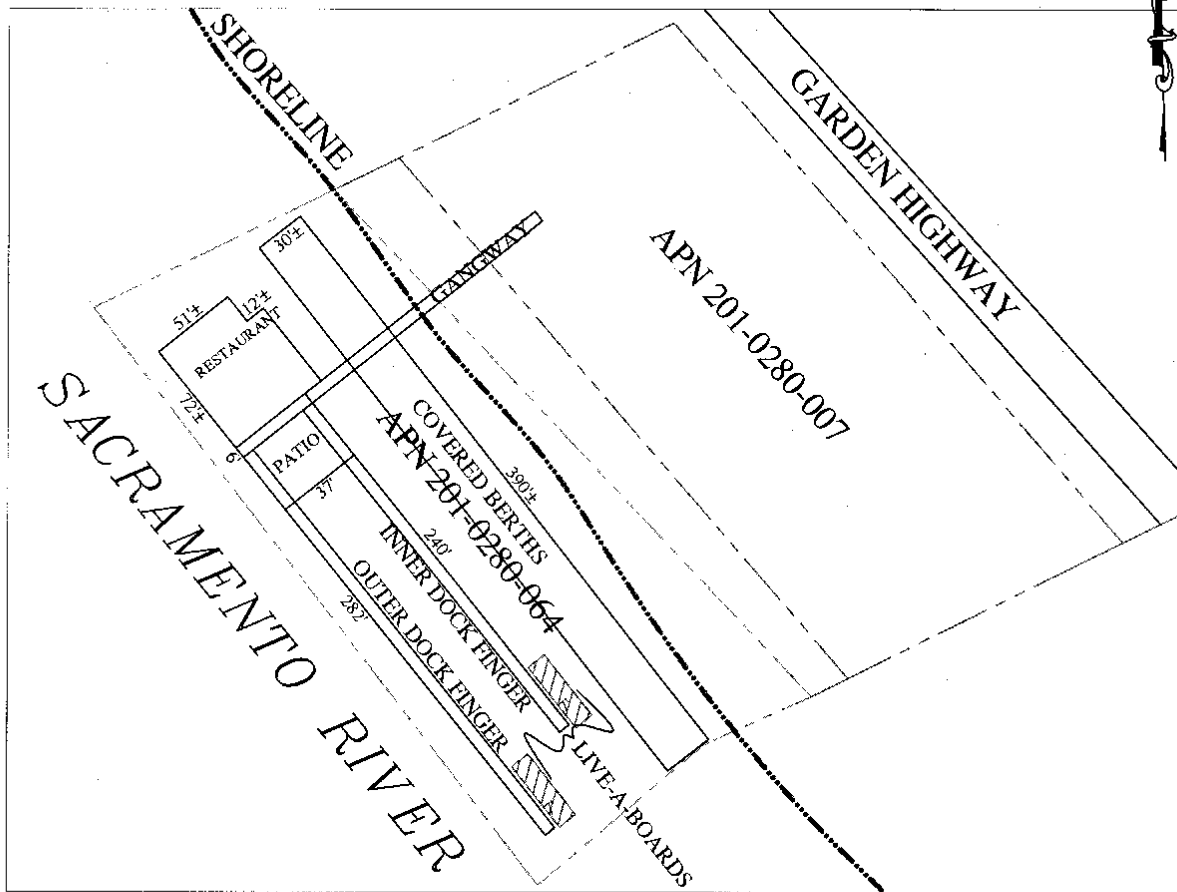 SHORELINE
GARDEN HIGHWAY
APN 201-0280-007
GANGWAY
30'±
51'±
12'±
RESTAURANT
72'±
6'
PATIO
37'
COVERED BERTHS
390'±
APN 201-0280-064
240'
INNER DOCK FINGER
OUTER DOCK FINGER
282'
LIVE-A-BOARDS
SACRAMENTO RIVER